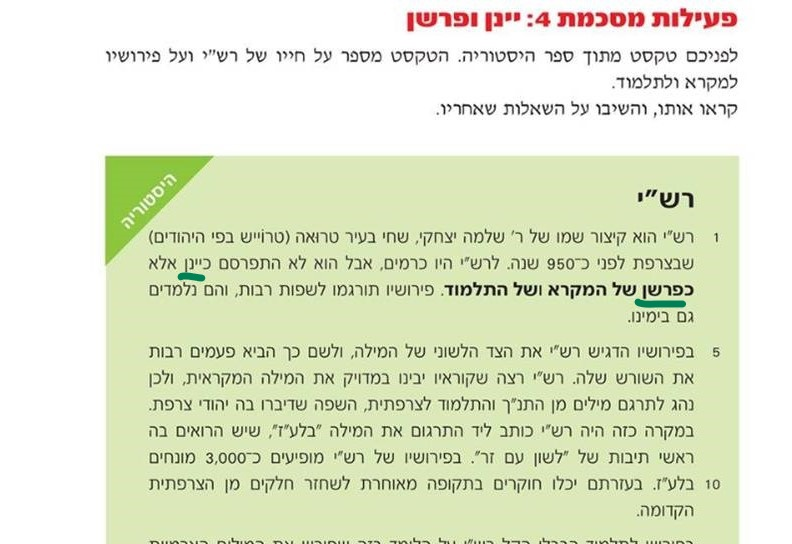 פעילות מסכמת 4: יינן ופרשן
לפניכם טקסט מתוך ספר היסטוריה. הטקסט מספר על חייו של רש"י ועל פירושיו
למקרא ולתלמוד.
קראו אותו, והשיבו על השאלות שאחריו.
היסטוריה
רש"י
1 רש"י הוא קיצור שמו של ר' שלמה יצחקי, שחי בעיר טרוּאה (טרוֹייש בפי היהודים)
שבצרפת לפני כ־950 שנה. לרש"י היו כרמים, אבל הוא לא התפרסם כיינן אלא
כפרשן של המקרא ושל התלמוד. פירושיו תורגמו לשפות רבות, והם נלמדים
גם בימינו.
5 בפירושיו הדגיש רש"י את הצד הלשוני של המילה, ולשם כך הביא פעמים רבות
את השורש שלה. רש"י רצה שקוראיו יבינו במדויק את המילה המקראית, ולכן
נהג לתרגם מילים מן התנ"ך והתלמוד לצרפתית, השפה שדיברו בה יהודי צרפת.
במקרה כזה היה רש"י כותב ליד התרגום את המילה "בלע"ז", שיש הרואים בה
ראשי תיבות של "לשון עם זר". בפירושיו של רש"י מופיעים כ־3,000 מונחים
10 בלע"ז. בעזרתם יכלו חוקרים בתקופה מאוחרת לשחזר חלקים מן הצרפתית
הקדומה.